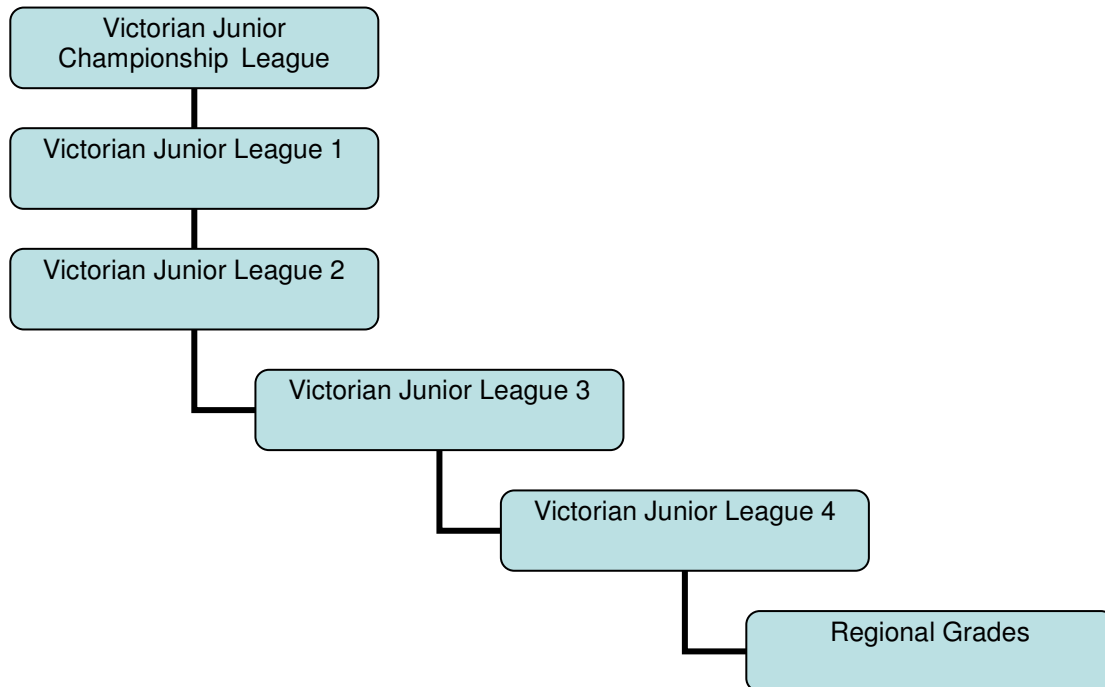 Victorian Junior
Championship League
Victorian Junior League 1
Victorian Junior League 2
Victorian Junior League 3
Victorian Junior League 4
Regional Grades